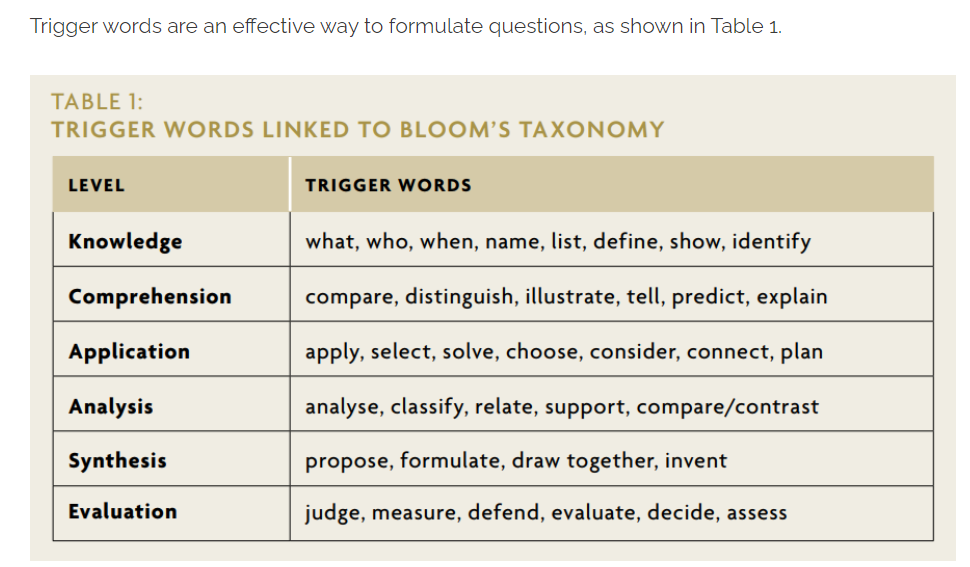 Trigger words are an effective way to formulate questions, as shown in Table 1.
TABLE 1:
TRIGGER WORDS LINKED TO BLOOM'S TAXONOMY
LEVEL TRIGGER WORDS
Knowledge what, who, when, name, list, define, show, identify
Comprehension compare, distinguish, illustrate, tell, predict, explain
Application apply, select, solve, choose, consider, connect, plan
Analysis analyse, classify, relate, support, compare/contrast
Synthesis propose, formulate, draw together, invent
Evaluation judge, measure, defend, evaluate, decide, assess